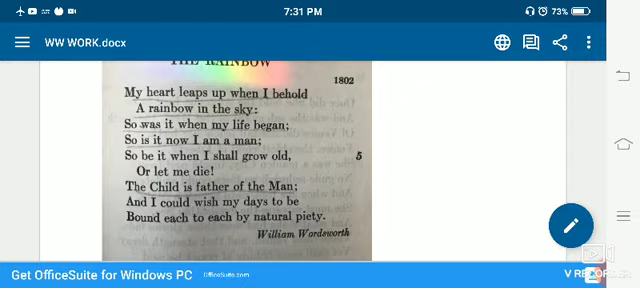 7:31 PM
73%
WW WORK.docx
THE RAINBOW
1802
My heart leaps up when I behold
A rainbow in the sky:
So was it when my life began;
So is it now I am a man;
So be it when I shall grow old,
5
Or let me die!
The Child is father of the Man;
And I could wish my days to be
Bound each to each by natural piety.
William Wordsworth
Get OfficeSuite for Windows PC
OfficeSuite.com
V RECORDER